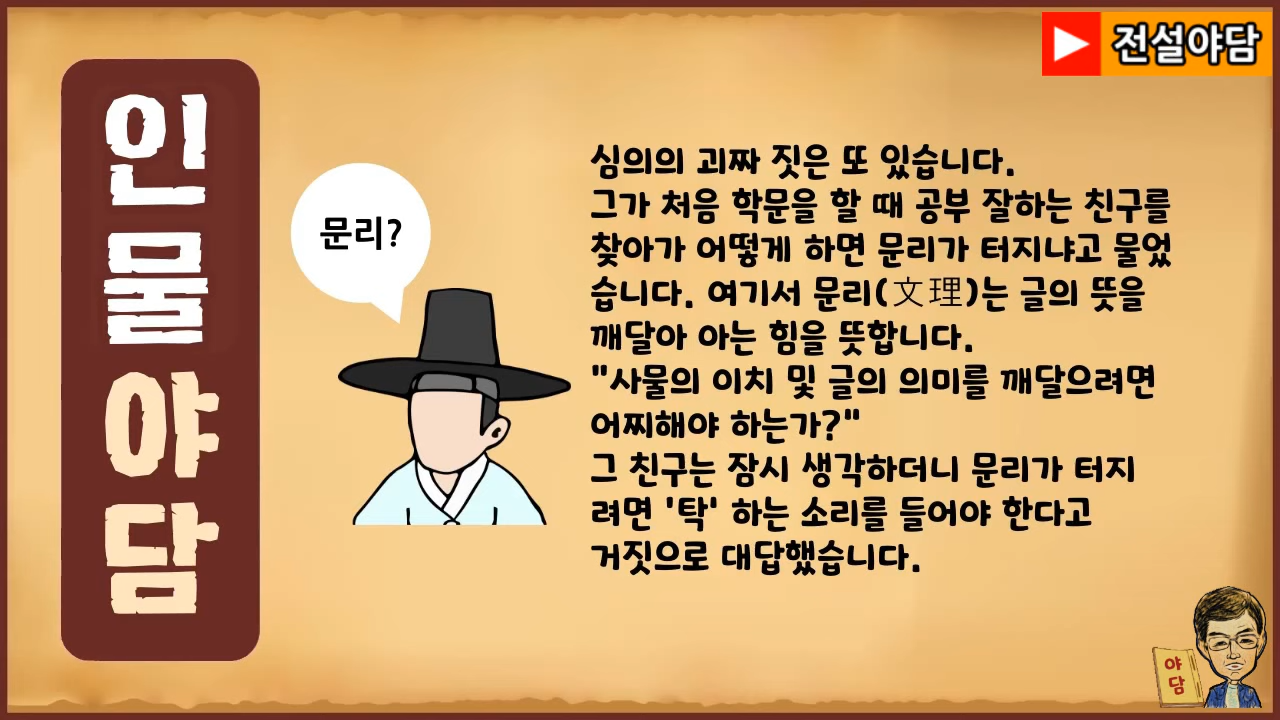 전설야담
인물야담
문리?
심의의 괴짜 짓은 또 있습니다.
그가 처음 학문을 할 때 공부 잘하는 친구를
찾아가 어떻게 하면 문리가 터지냐고 물었
습니다. 여기서 문리(文理)는 글의 뜻을
깨달아 아는 힘을 뜻합니다.
"사물의 이치 및 글의 의미를 깨달으려면
어찌해야 하는가?"
그 친구는 잠시 생각하더니 문리가 터지
려면 '탁' 하는 소리를 들어야 한다고
거짓으로 대답했습니다.
야담